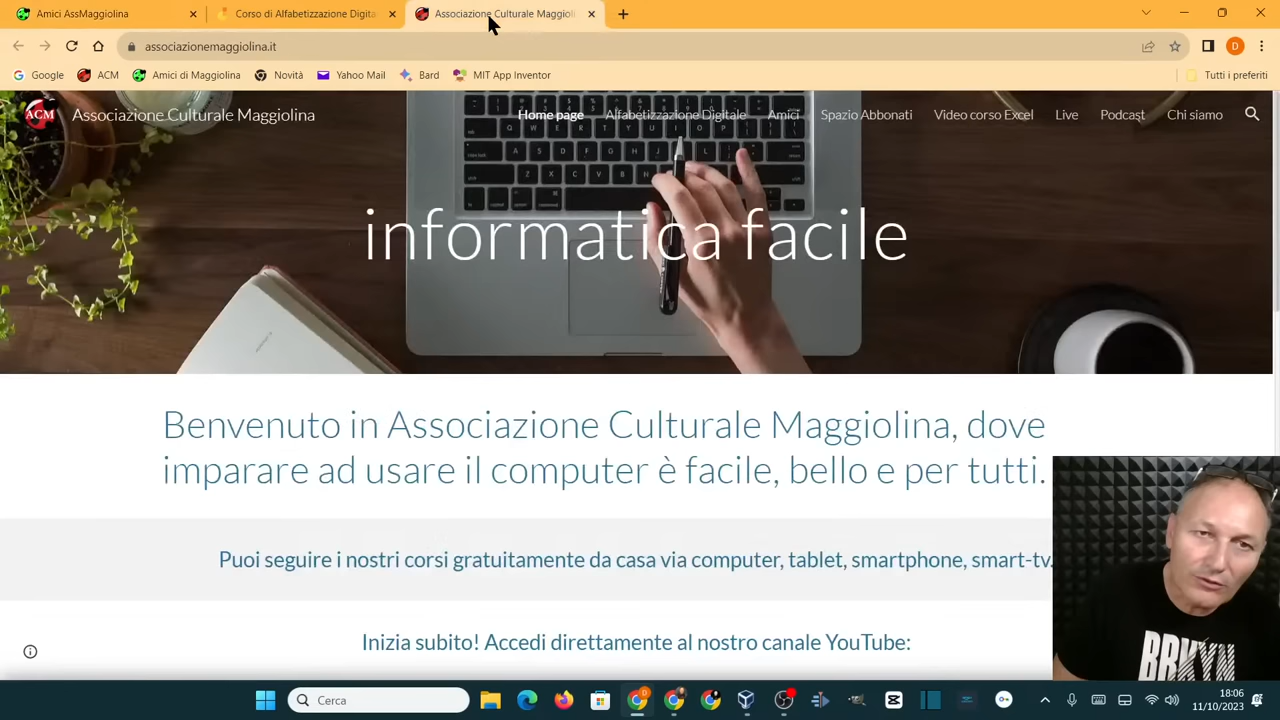 Amici AssMaggiolina
Corso di Alfabetizzazione Digita
Associazione Culturale Maggioli
associazionemaggiolina.it
D
Google
ACM
Amici di Maggiolina
Novità
Yahoo Mail
Bard
MIT App Inventor
Tutti i preferiti
ACM
Associazione Culturale Maggiolina
Home page
Alfabetizzazione Digitale
Amici
Spazio Abbonati
Video corso Excel
Live
Podcast
Chi siamo
informatica facile
Benvenuto in Associazione Culturale Maggiolina, dove
imparare ad usare il computer è facile, bello e per tutti.
Puoi seguire i nostri corsi gratuitamente da casa via computer, tablet, smartphone, smart-tv.
Inizia subito! Accedi direttamente al nostro canale YouTube:
Cerca
18:06
11/10/2023